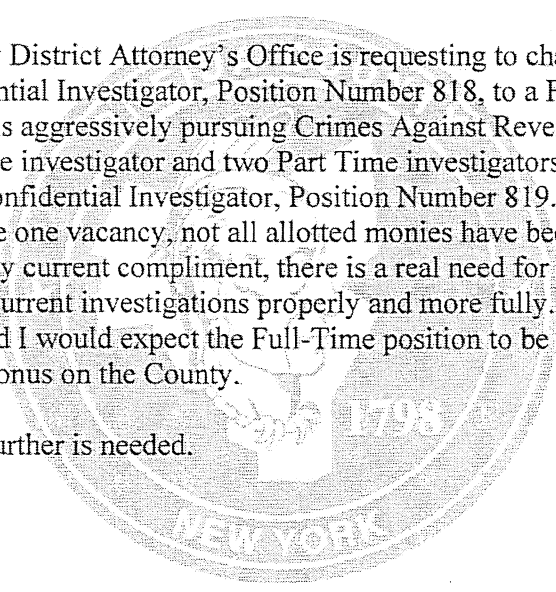 District Attorney's Office is requesting to cha
ntial Investigator, Position Number 818, to a F
s aggressively pursuing Crimes Against Reve
e investigator and two Part Time investigators
onfidential Investigator, Position Number 819.
e one vacancy, not all allotted monies have bee
y current compliment, there is a real need for
urrent investigations properly and more fully.
d I would expect the Full-Time position to be
onus on the County.
urther is needed.
1798
NEW YORK